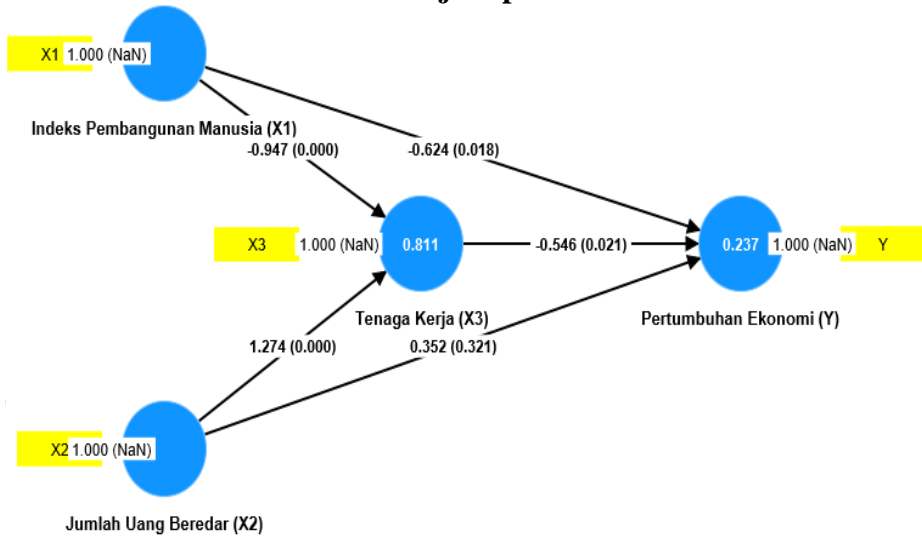 X1 1.000 (NaN)
Indeks Pembangunan Manusia (X1)
-0.947 (0.000)
-0.624 (0.018)
X3 1.000 (NaN) 0.811
-0.546 (0.021)
0.237 1.000 (NaN) Y
Tenaga Kerja (X3)
Pertumbuhan Ekonomi (Y)
1.274 (0.000)
0.352 (0.321)
X2 1.000 (NaN)
Jumlah Uang Beredar (X2)